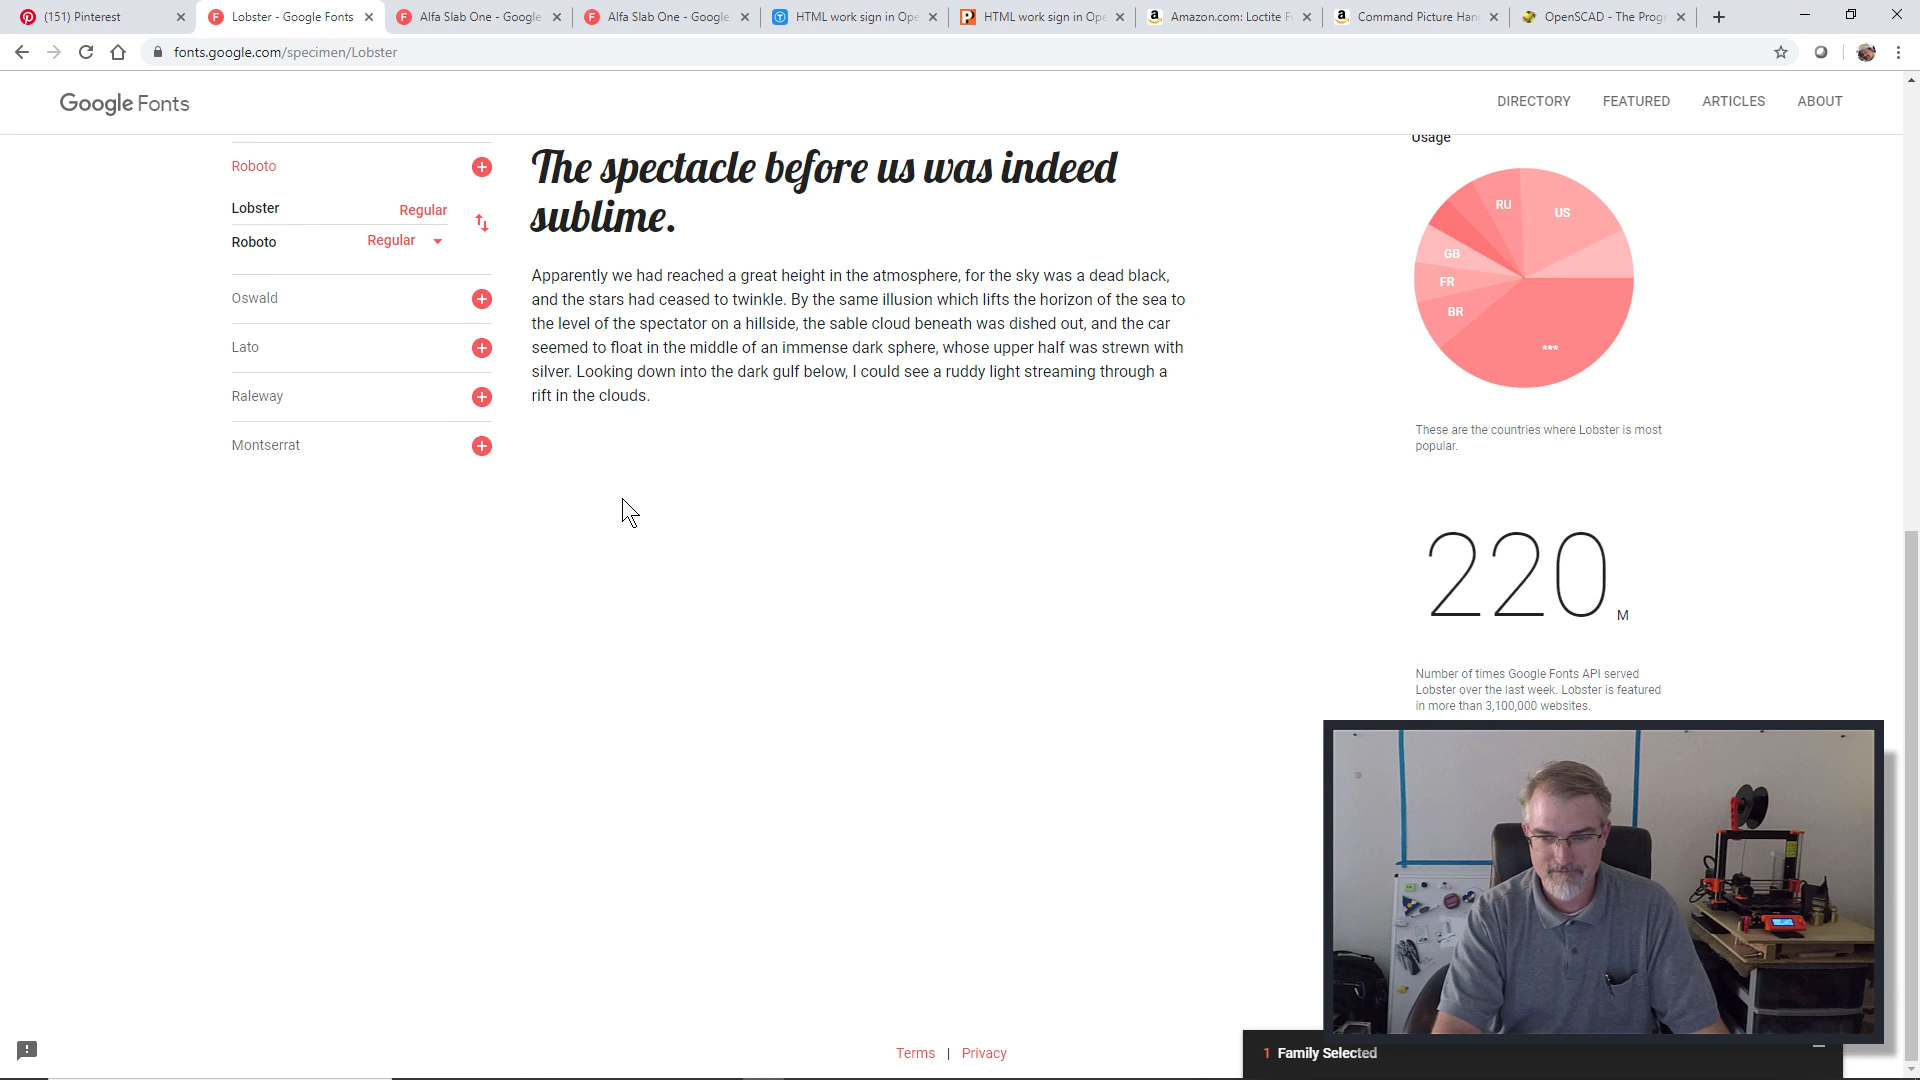 (151) Pinterest
Lobster - Google Fonts
Alfa Slab One - Google
Alfa Slab One - Google
HTML work sign in Ope
HTML work sign in Ope
Amazon.com: Loctite F
Command Picture Han
OpenSCAD - The Prog
fonts.google.com/specimen/Lobster
Google Fonts
DIRECTORY
FEATURED
ARTICLES
ABOUT
Roboto
Lobster
Regular
Roboto
Regular
Oswald
Lato
Raleway
Montserrat
The spectacle before us was indeed
sublime.
Apparently we had reached a great height in the atmosphere, for the sky was a dead black,
and the stars had ceased to twinkle. By the same illusion which lifts the horizon of the sea to
the level of the spectator on a hillside, the sable cloud beneath was dished out, and the car
seemed to float in the middle of an immense dark sphere, whose upper half was strewn with
silver. Looking down into the dark gulf below, I could see a ruddy light streaming through a
rift in the clouds.
Usage
RU
US
GB
FR
BR
***
These are the countries where Lobster is most
popular.
220 M
Number of times Google Fonts API served
Lobster over the last week. Lobster is featured
in more than 3,100,000 websites.
Terms | Privacy
1 Family Selected